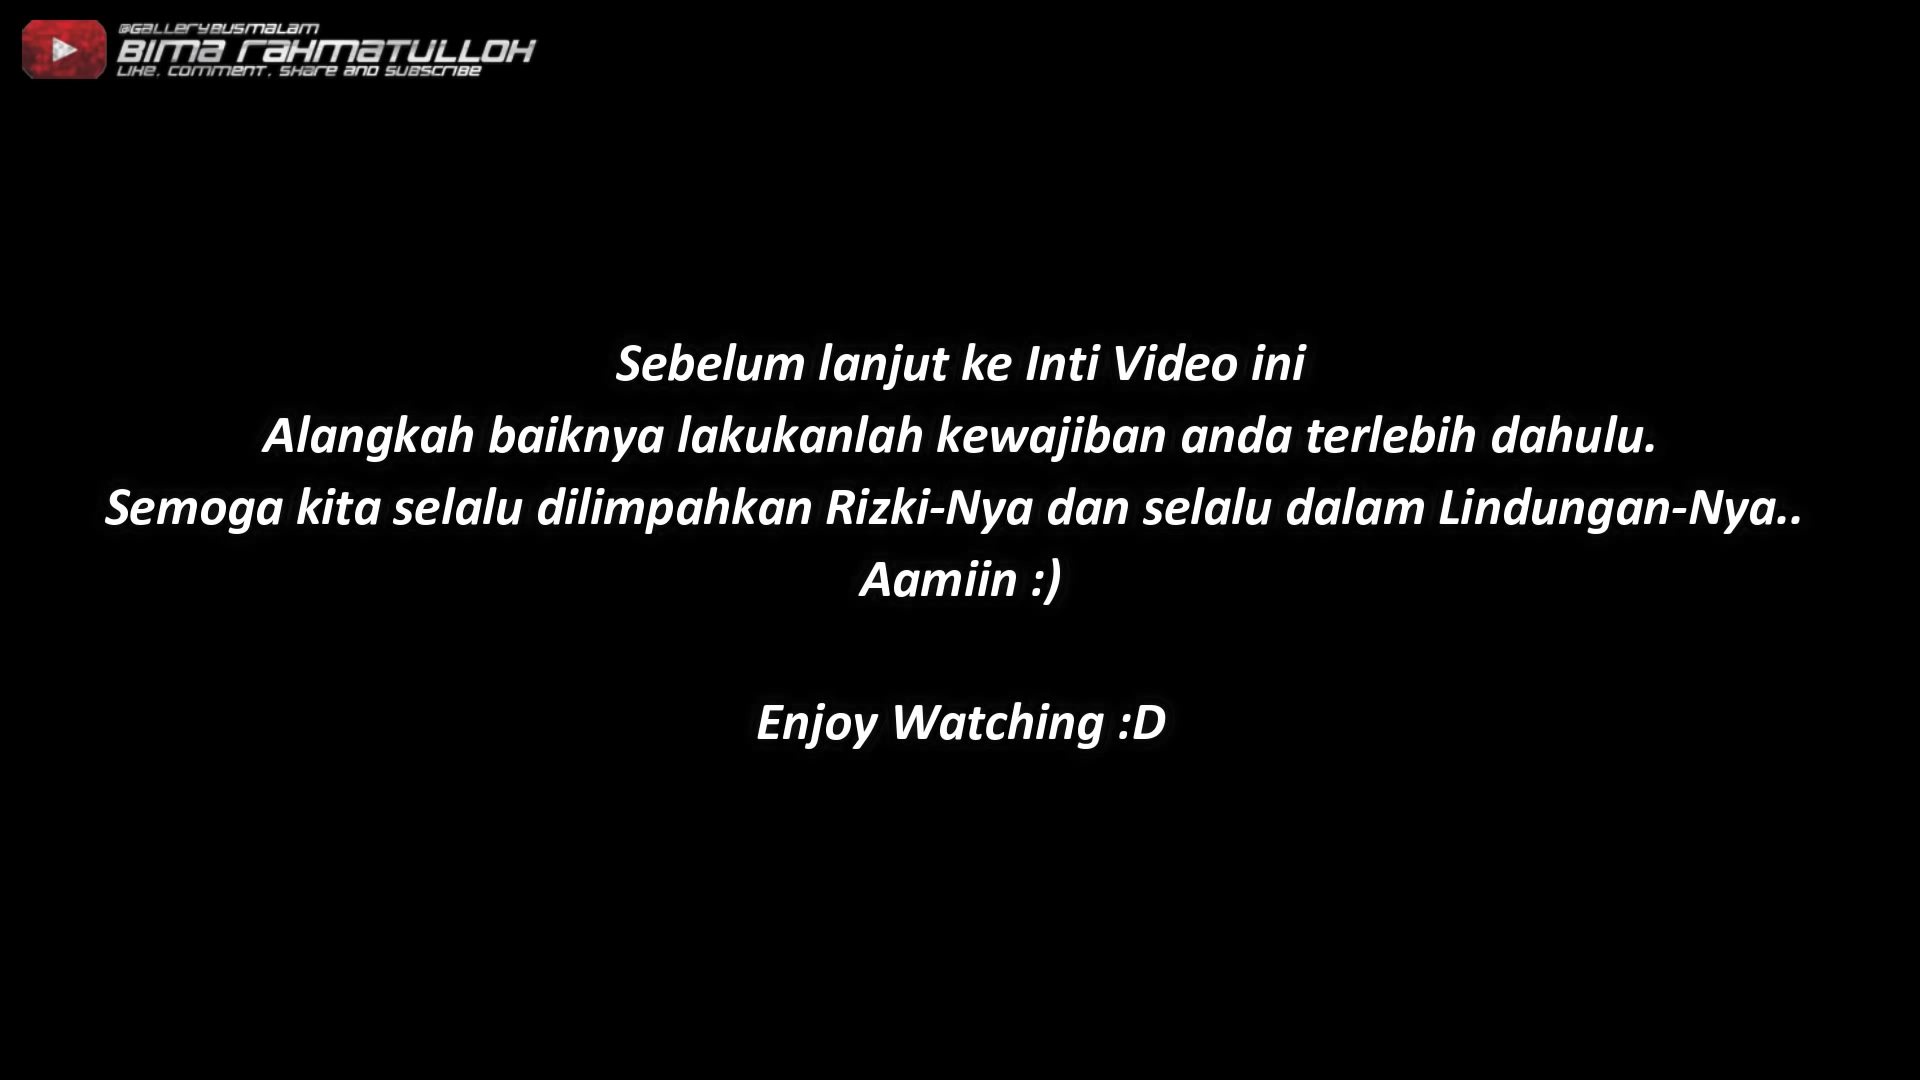 @GALLERYBUSMALAM
BIMA RAHMATULLOH
LIKE, COMMENT, SHARE AND SUBSCRIBE
Sebelum lanjut ke Inti Video ini
Alangkah baiknya lakukanlah kewajiban anda terlebih dahulu.
Semoga kita selalu dilimpahkan Rizki-Nya dan selalu dalam Lindungan-Nya..
Aamiin :)
Enjoy Watching :D